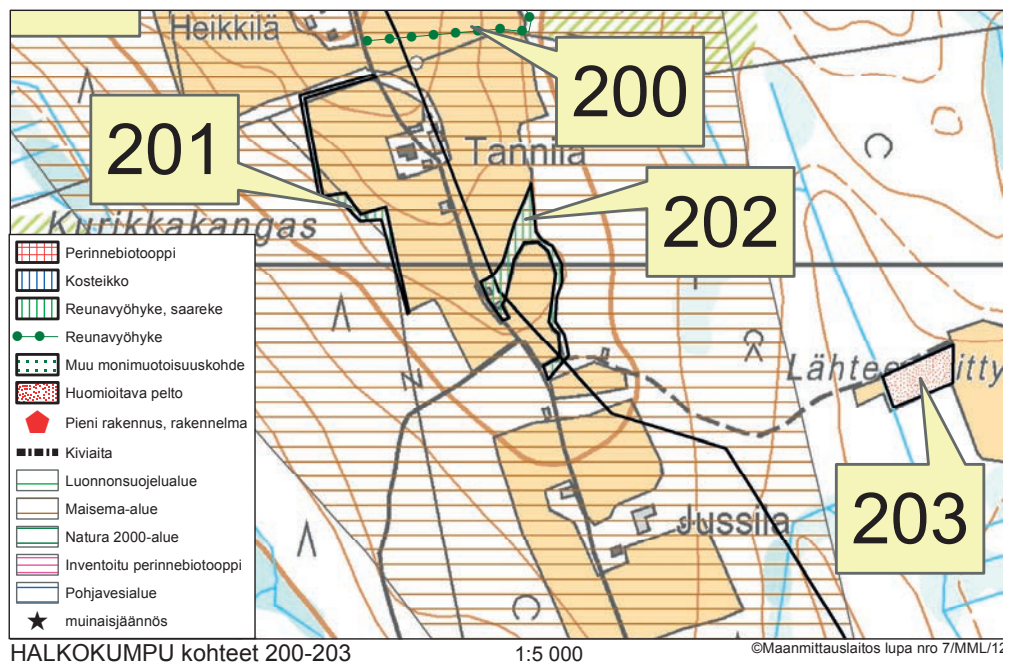 Heikkilä
200
201
Tannila
202
Kurikkakangas
Perinnebiotooppi
Kosteikko
Reunavyöhyke, saareke
Reunavyöhyke
Muu monimuotoisuuskohde
Huomioitava pelto
Pieni rakennus, rakennelma
Kiviaita
Luonnonsuojelualue
Maisema-alue
Natura 2000-alue
Inventoitu perinnebiotooppi
Pohjavesialue
muinaisjäännös
203
Jussila
HALKOKUMPU kohteet 200-203
1:5 000
©Maanmittauslaitos lupa nro 7/MML/12